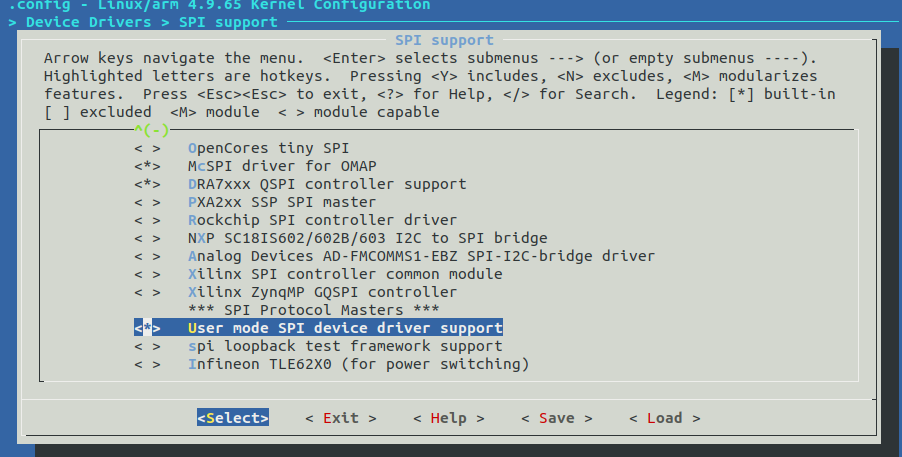 .config - Linux/arm 4.9.65 Kernel Configuration
> Device Drivers > SPI support
SPI support
Arrow keys navigate the menu.  <Enter> selects submenus ---> (or empty submenus ----).
Highlighted letters are hotkeys.  Pressing <Y> includes, <N> excludes, <M> modularizes
features.  Press <Esc><Esc> to exit, <?> for Help, </> for Search.  Legend: [*] built-in
[ ] excluded  <M> module  < > module capable
^(-)
< >   OpenCores tiny SPI
<*>   McSPI driver for OMAP
<*>   DRA7xxx QSPI controller support
< >   PXA2xx SSP SPI master
< >   Rockchip SPI controller driver
< >   NXP SC18IS602/602B/603 I2C to SPI bridge
< >   Analog Devices AD-FMCOMMS1-EBZ SPI-I2C-bridge driver
< >   Xilinx SPI controller common module
< >   Xilinx ZynqMP GQSPI controller
*** SPI Protocol Masters ***
<*>   User mode SPI device driver support
< >   spi loopback test framework support
< >   Infineon TLE62X0 (for power switching)
<Select>    < Exit >    < Help >    < Save >    < Load >